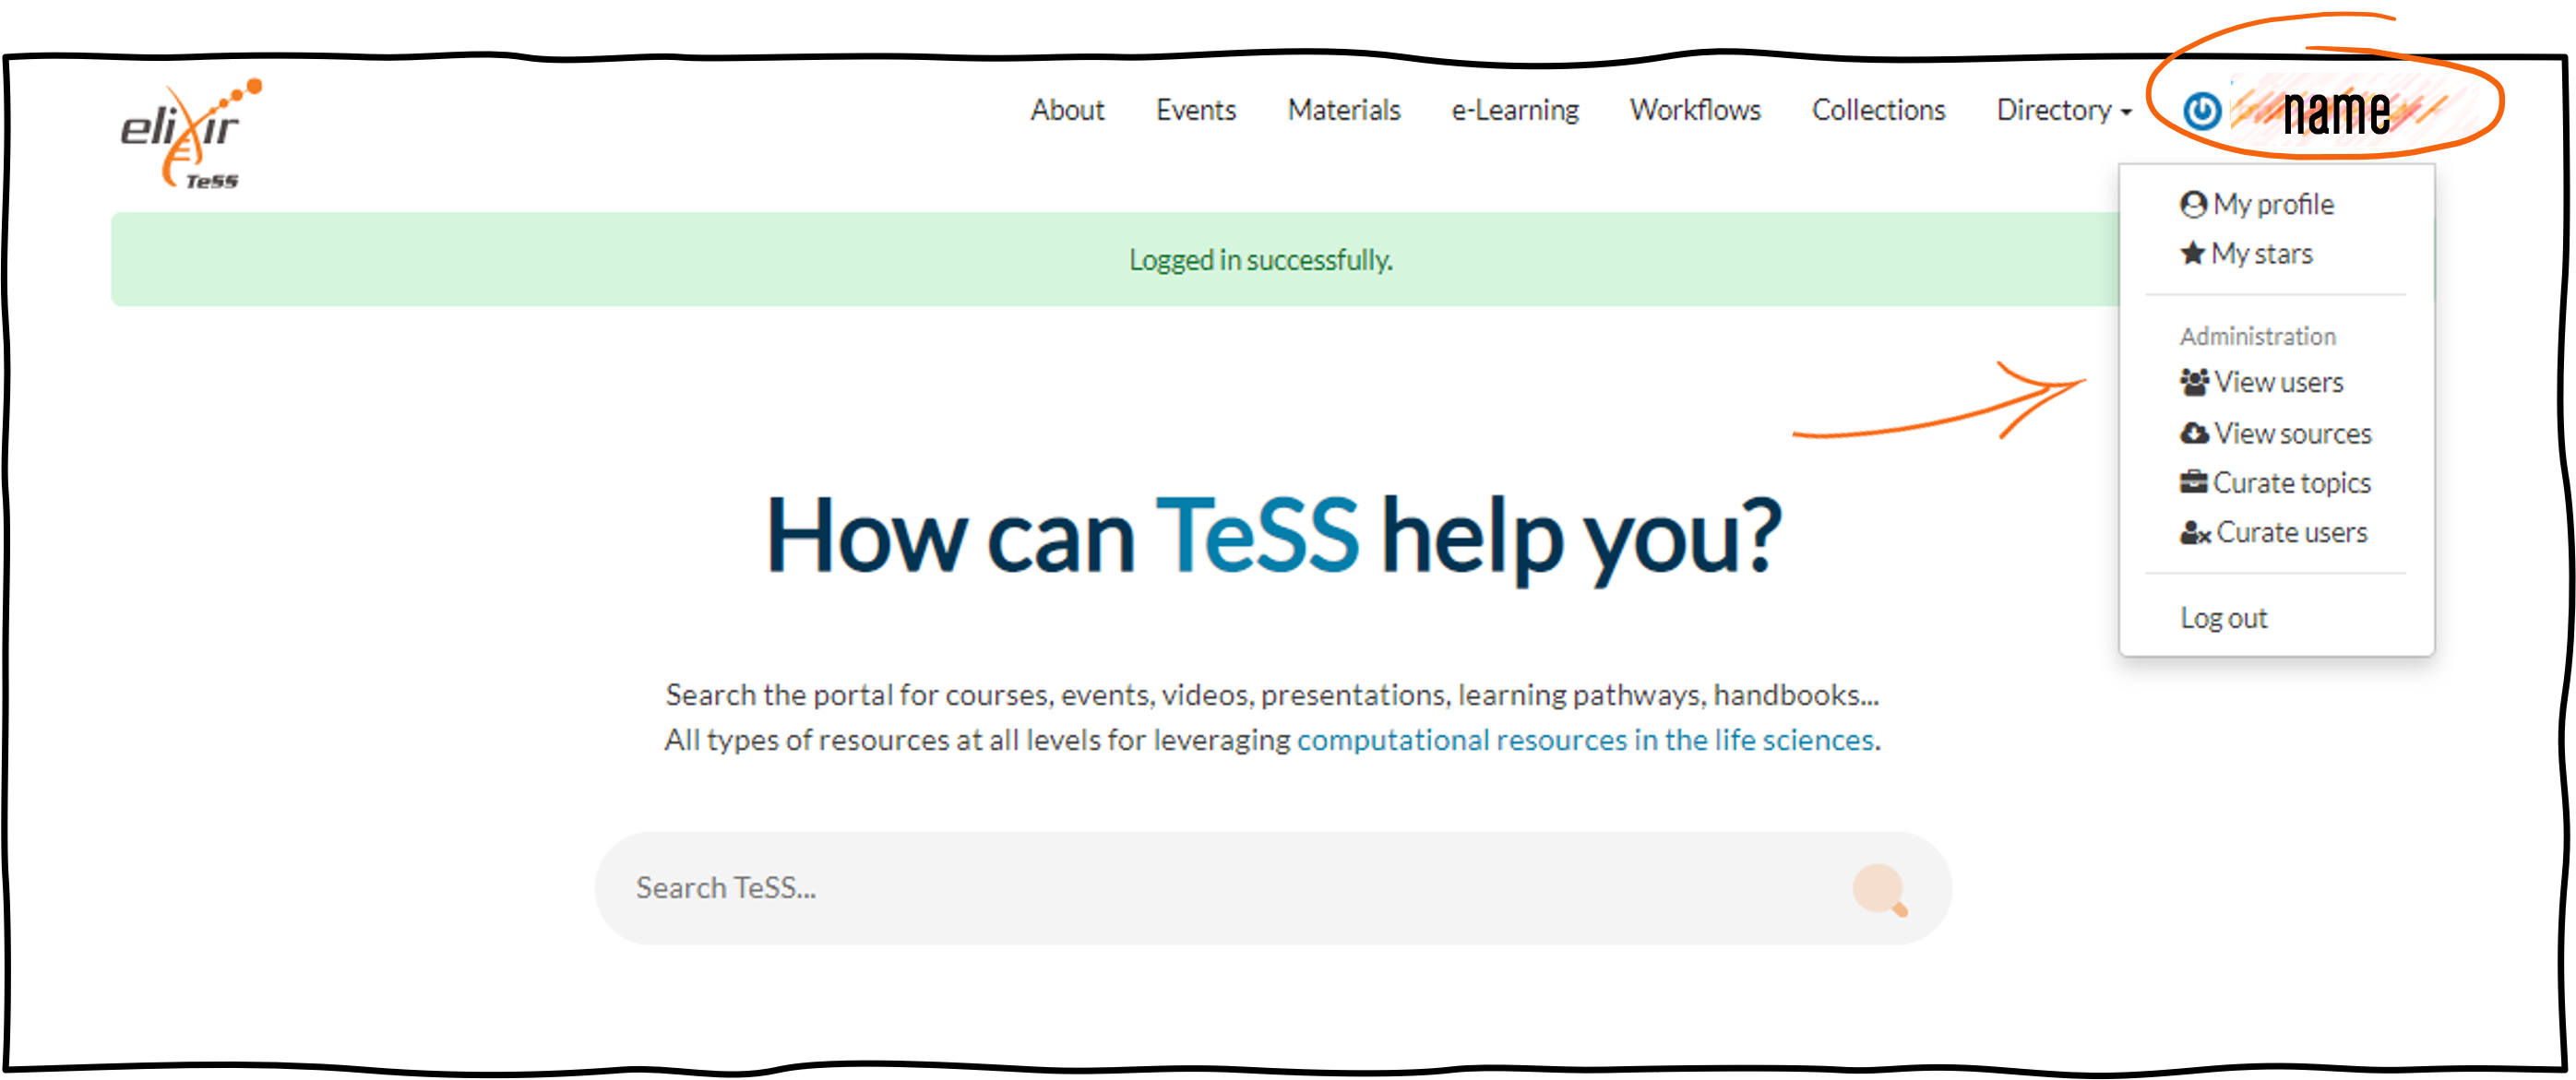 elixir
TeSS
About Events Materials e-Learning Workflows Collections Directory name
My profile
My stars
Logged in successfully.
Administration
View users
View sources
Curate topics
Curate users
Log out
How can TeSS help you?
Search the portal for courses, events, videos, presentations, learning pathways, handbooks...
All types of resources at all levels for leveraging computational resources in the life sciences.
Search TeSS...